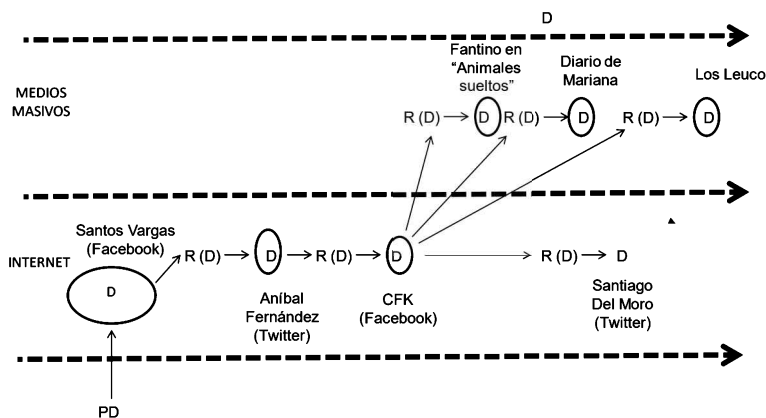 D
Fantino en
“Animales
sueltos”
Diario de
Mariana
Los Leuco
MEDIOS
MASIVOS
R (D)
D
R (D)
D
R (D)
D
Santos Vargas
(Facebook)
INTERNET
D
R (D)
D
R (D)
D
R (D)
D
Aníbal
Fernández
(Twitter)
CFK
(Facebook)
Santiago
Del Moro
(Twitter)
PD